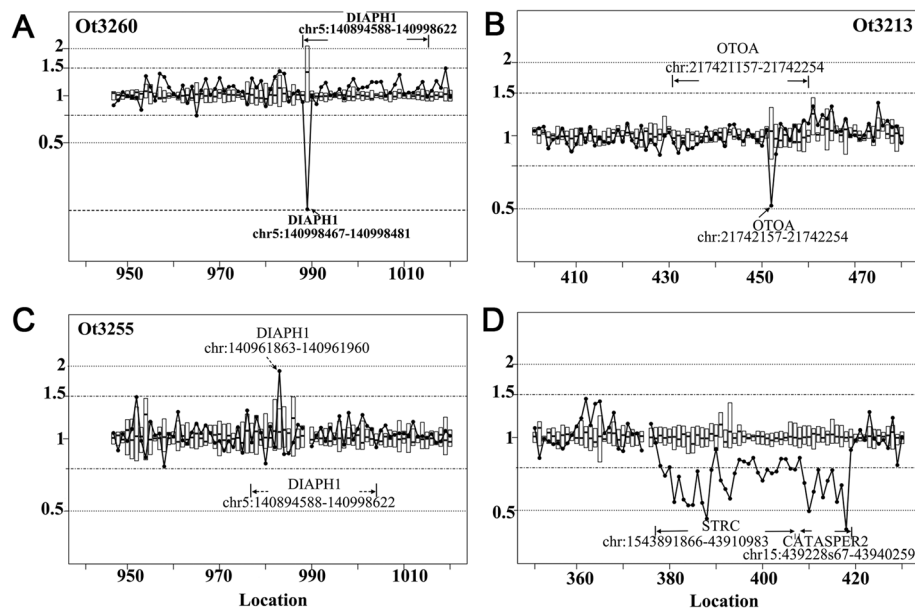 A
Ot3260
DIAPH1
chr5:140894588-140998622
2
1.5
1
0.5
DIAPH1
chr5:140998467-140998481
950
970
990
1010
B
Ot3213
OTOA
chr:217421157-21742254
2
1.5
1
0.5
OTOA
chr:21742157-21742254
410
430
450
470
C
Ot3255
DIAPH1
chr:140961863-140961960
2
1.5
1
0.5
DIAPH1
chr5:140894588-140998622
950
970
990
1010
Location
D
2
1.5
1
0.5
STRC
chr:1543891866-43910983
CATASPER2
chr15:439228s67-43940259
360
380
400
420
Location